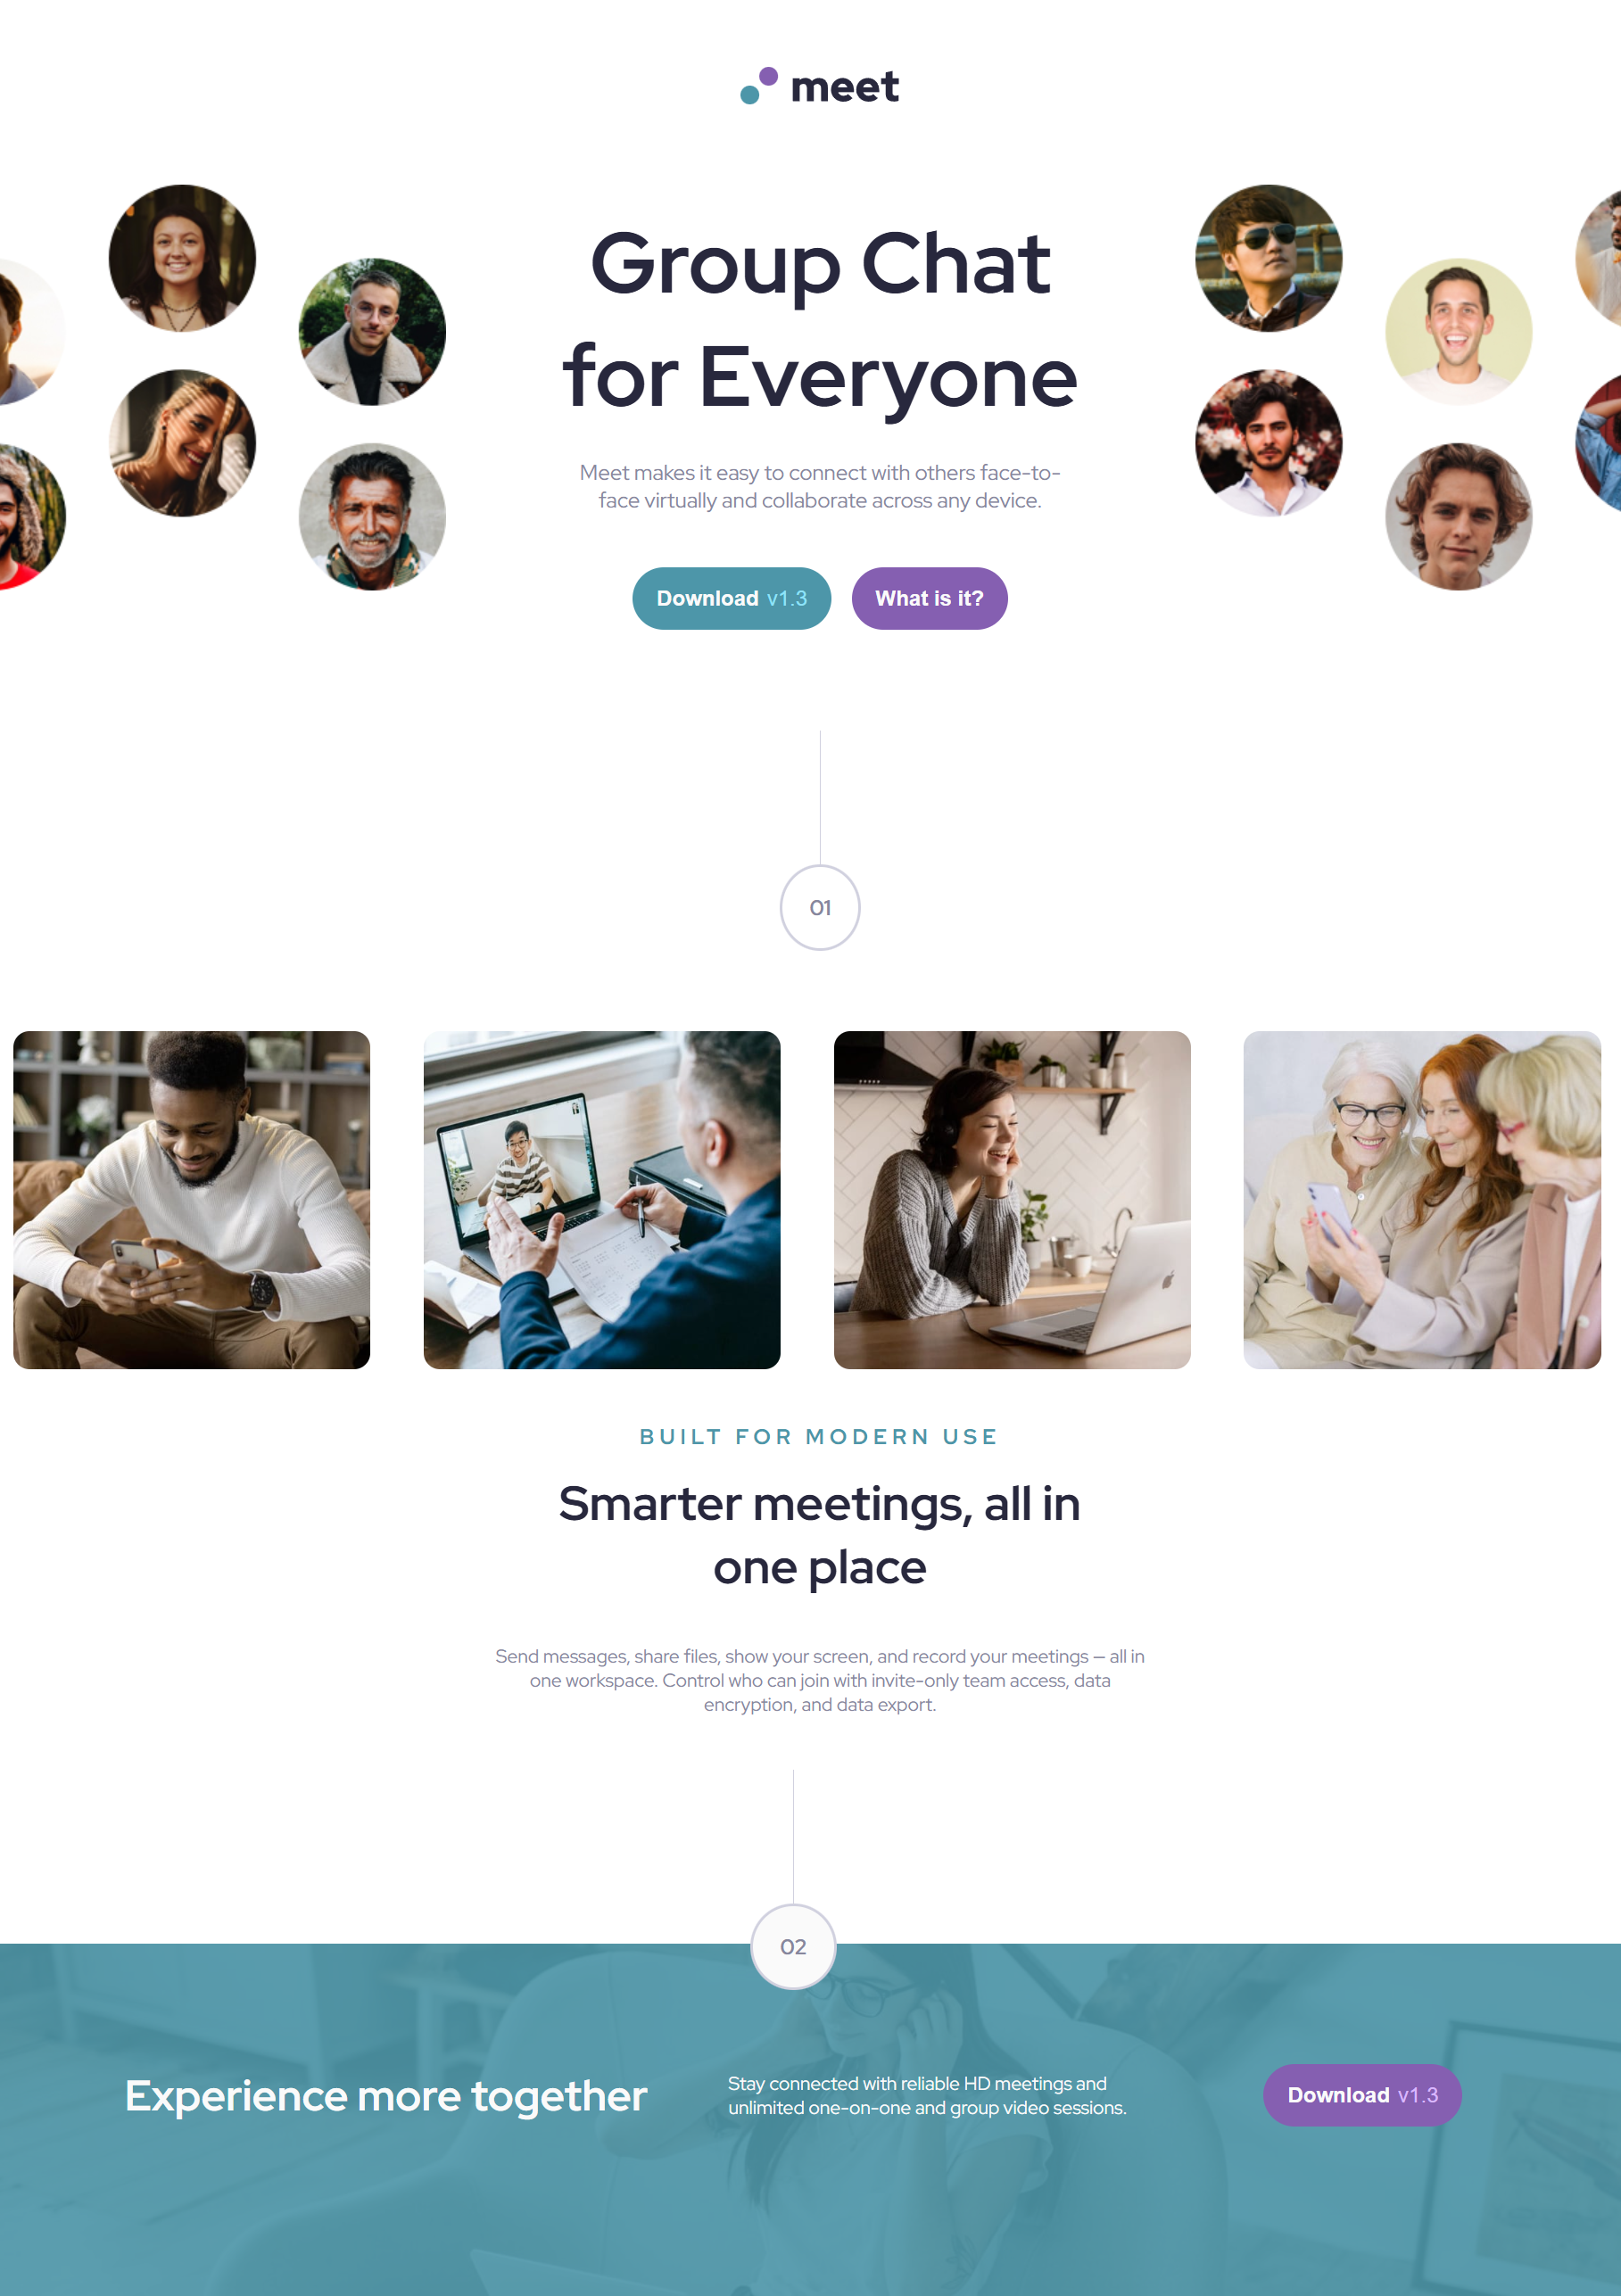 meet
Group Chat
for Everyone
Meet makes it easy to connect with others face-to-
face virtually and collaborate across any device.
Download v1.3
What is it?
01
BUILT FOR MODERN USE
Smarter meetings, all in
one place
Send messages, share files, show your screen, and record your meetings – all in
one workspace. Control who can join with invite-only team access, data
encryption, and data export.
02
Experience more together
Stay connected with reliable HD meetings and
unlimited one-on-one and group video sessions.
Download v1.3